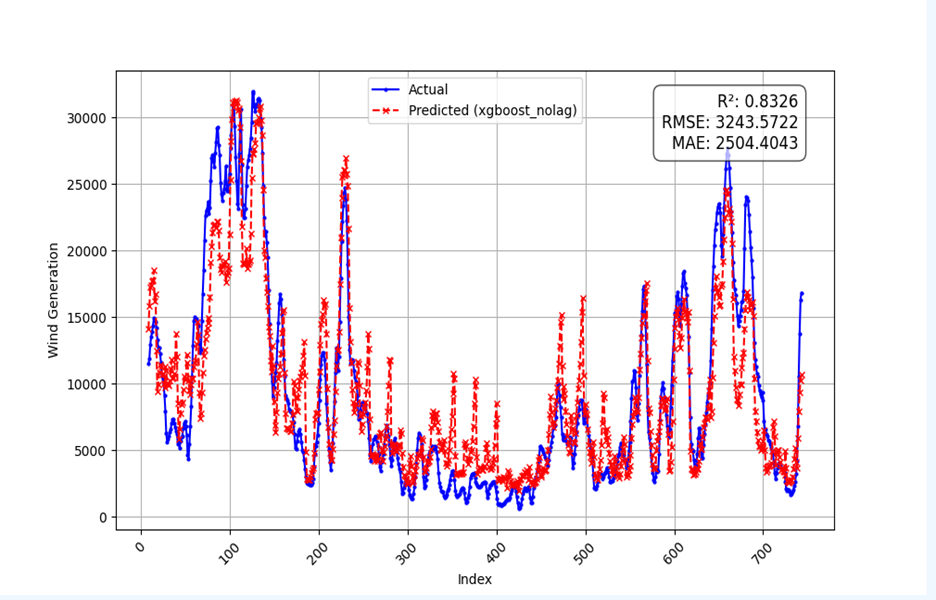 Actual
Predicted (xgboost_nolag)
R²: 0.8326
RMSE: 3243.5722
MAE: 2504.4043
30000
25000
20000
15000
10000
5000
0
Wind Generation
0 100 200 300 400 500 600 700
Index